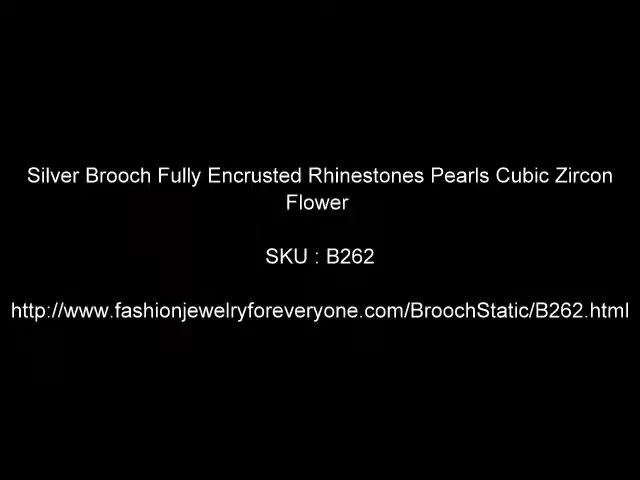 Silver Brooch Fully Encrusted Rhinestones Pearls Cubic Zircon
Flower
SKU : B262
http://www.fashionjewelryforeveryone.com/BroochStatic/B262.html